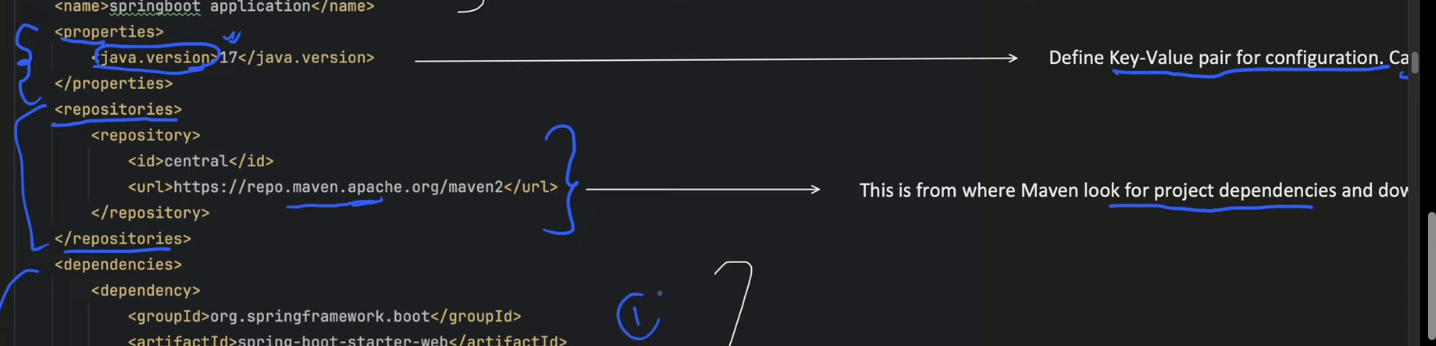 <name>springboot application</name>
<properties>
<java.version>17</java.version>
Define Key-Value pair for configuration. Ca
</properties>
<repositories>
<repository>
<id>central</id>
<url>https://repo.maven.apache.org/maven2</url>
This is from where Maven look for project dependencies and dow
</repository>
</repositories>
<dependencies>
<dependency>
<groupId>org.springframework.boot</groupId>
1
<artifactId>spring-boot-starter-web</artifactId>